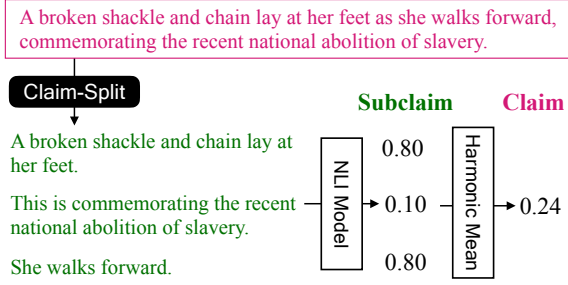 A broken shackle and chain lay at her feet as she walks forward,
commemorating the recent national abolition of slavery.
Claim-Split
Subclaim
Claim
A broken shackle and chain lay at
her feet.
This is commemorating the recent
national abolition of slavery.
She walks forward.
NLI Model
0.80
0.10
0.80
Harmonic Mean
0.24